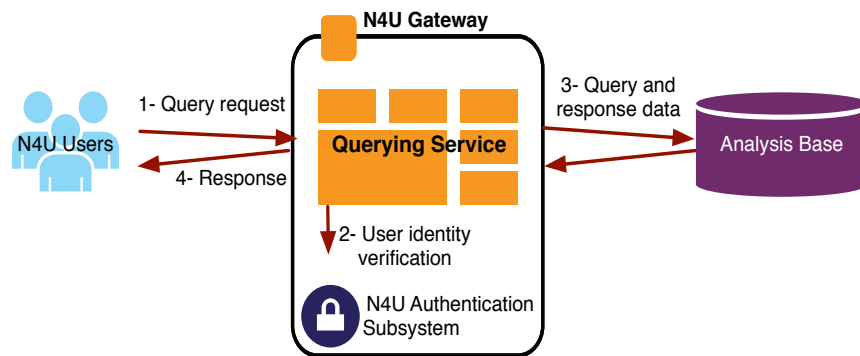 N4U Gateway
1- Query request
N4U Users
4- Response
Querying Service
2- User identity
verification
N4U Authentication
Subsystem
3- Query and
response data
Analysis Base